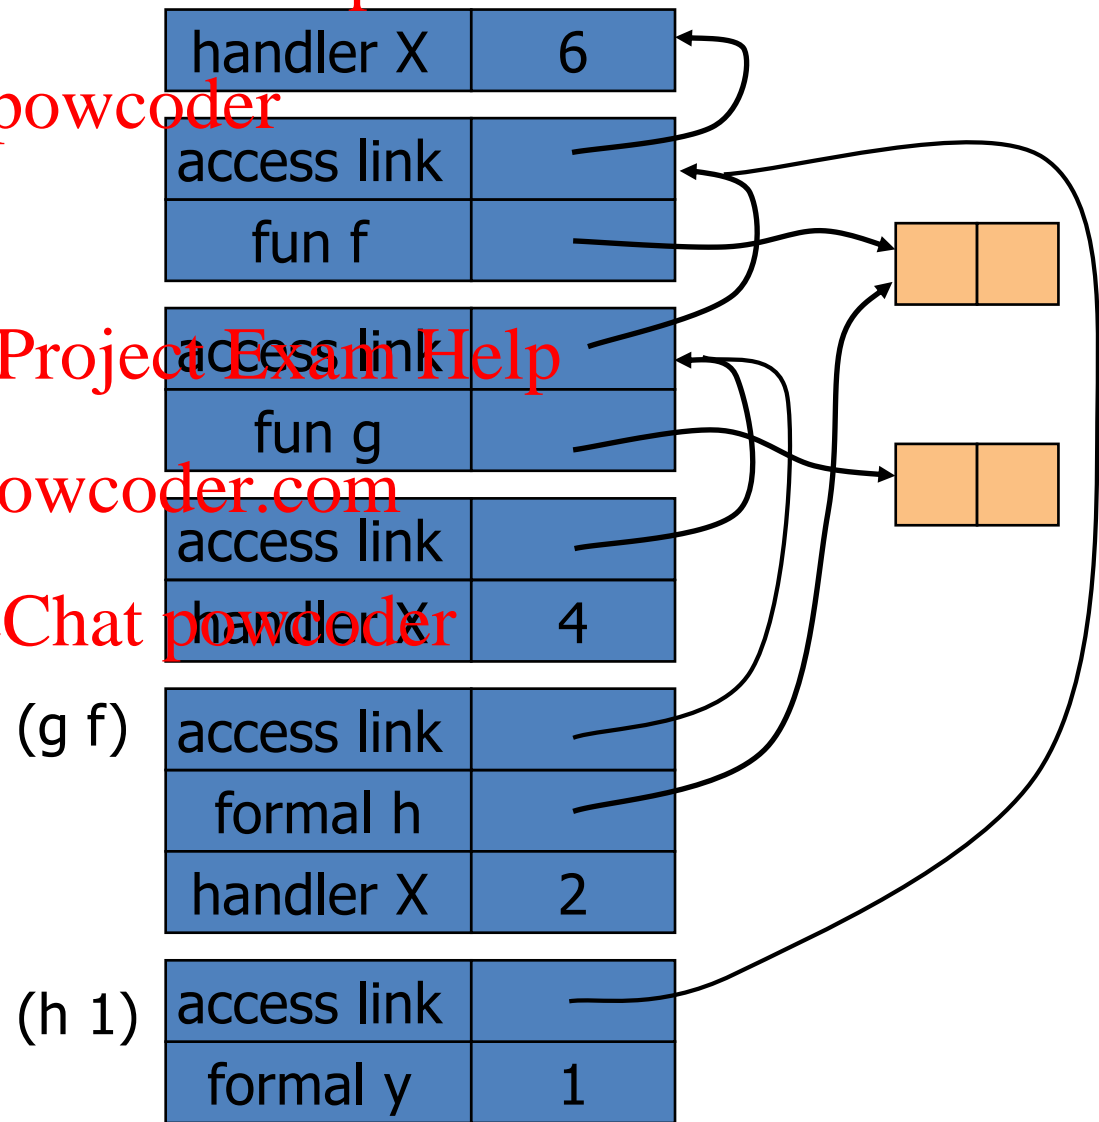 handler X 6
powcoder
access link
fun f
Project Exam Help
access link
fun g
powcoder.com
access link
Chat powcoder
handler X 4
(g f) access link
formal h
handler X 2
(h 1) access link
formal y 1